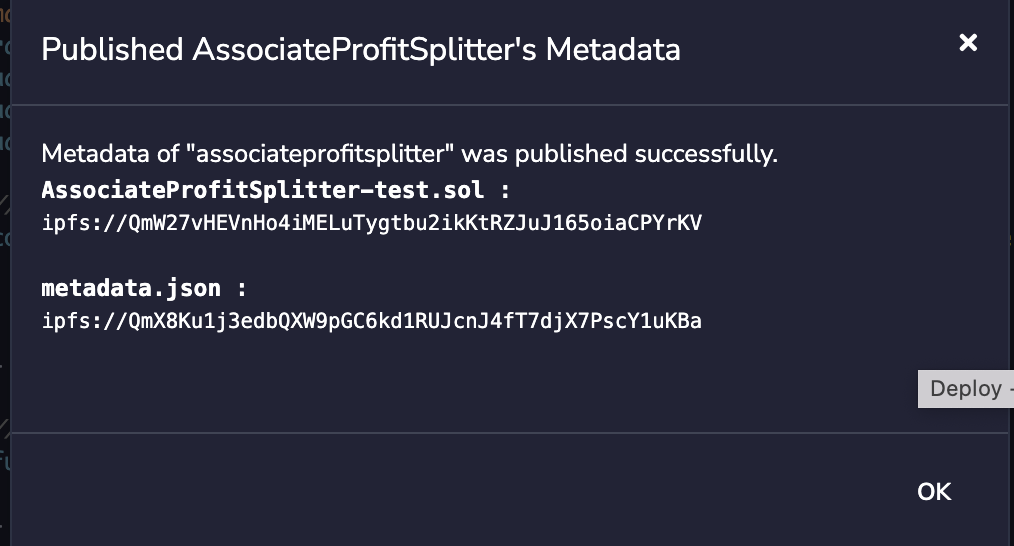 Published AssociateProfitSplitter's Metadata
Metadata of "associateprofitsplitter" was published successfully.
AssociateProfitSplitter-test.sol :
ipfs://QmW27vHEVnHo4iMELuTygtbu2ikKtRZJuJ165oiaCPYrKV
metadata.json :
ipfs://QmX8Ku1j3edbQXW9pGC6kd1RUJcnJ4fT7djX7PscY1uKBa
Deploy -
OK